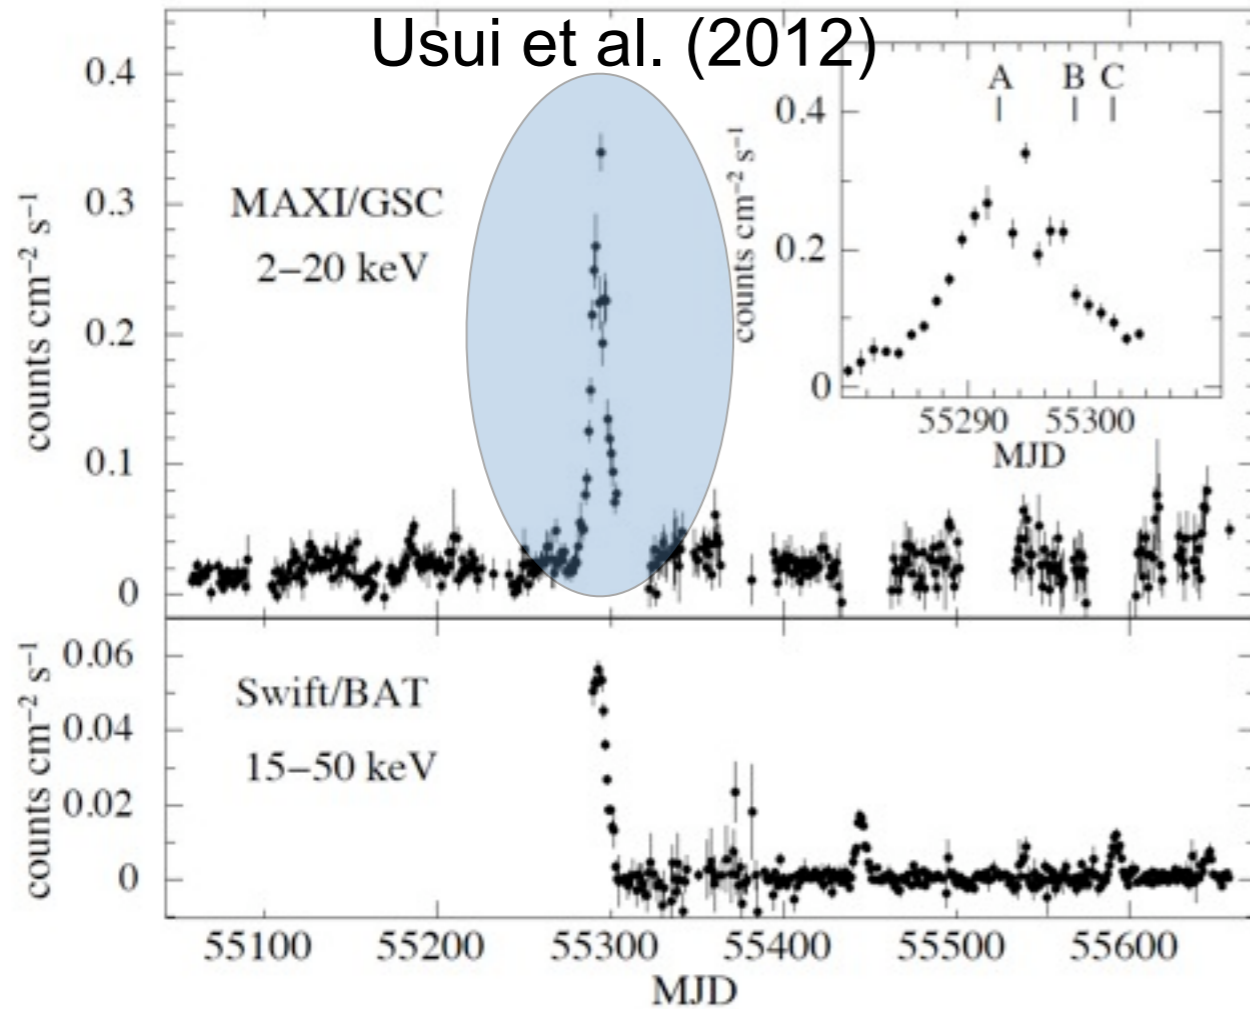 Usui et al. (2012)
counts cm⁻² s⁻¹
0.4
0.3
0.2
0.1
0
MAXI/GSC
2–20 keV
counts cm⁻² s⁻¹
0.4
0.2
0
A B C
55290 55300
MJD
counts cm⁻² s⁻¹
0.06
0.04
0.02
0
Swift/BAT
15–50 keV
55100 55200 55300 55400 55500 55600
MJD